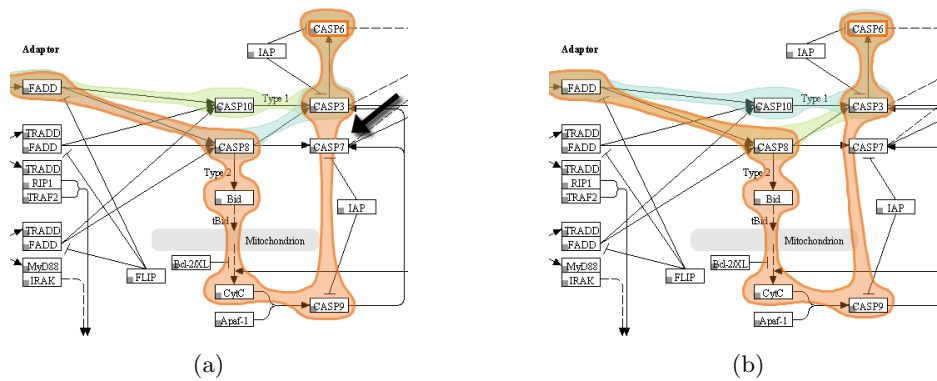 CASP6
IAP
Adaptor
FADD
Type 1
CASP10
CASP3
TRADD
FADD
CASP8
CASP7
TRADD
RIP1
TRAF2
Type 2
Bid
IAP
tBid
TRADD
FADD
Mitochondrion
MyD88
IRAK
Bcl-2/XL
FLIP
CytC
CASP9
Apaf-1
(a)
CASP6
IAP
Adaptor
FADD
Type 1
CASP10
CASP3
TRADD
FADD
CASP8
CASP7
TRADD
RIP1
TRAF2
Type 2
Bid
IAP
tBid
TRADD
FADD
Mitochondrion
MyD88
IRAK
Bcl-2/XL
FLIP
CytC
CASP9
Apaf-1
(b)